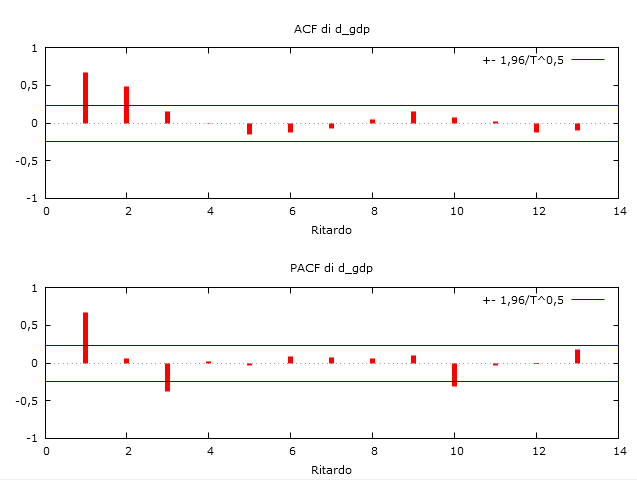 ACF di d_gdp
+- 1,96/T^0,5
1
0,5
0
-0,5
-1
0 2 4 6 8 10 12 14
Ritardo
PACF di d_gdp
+- 1,96/T^0,5
1
0,5
0
-0,5
-1
0 2 4 6 8 10 12 14
Ritardo